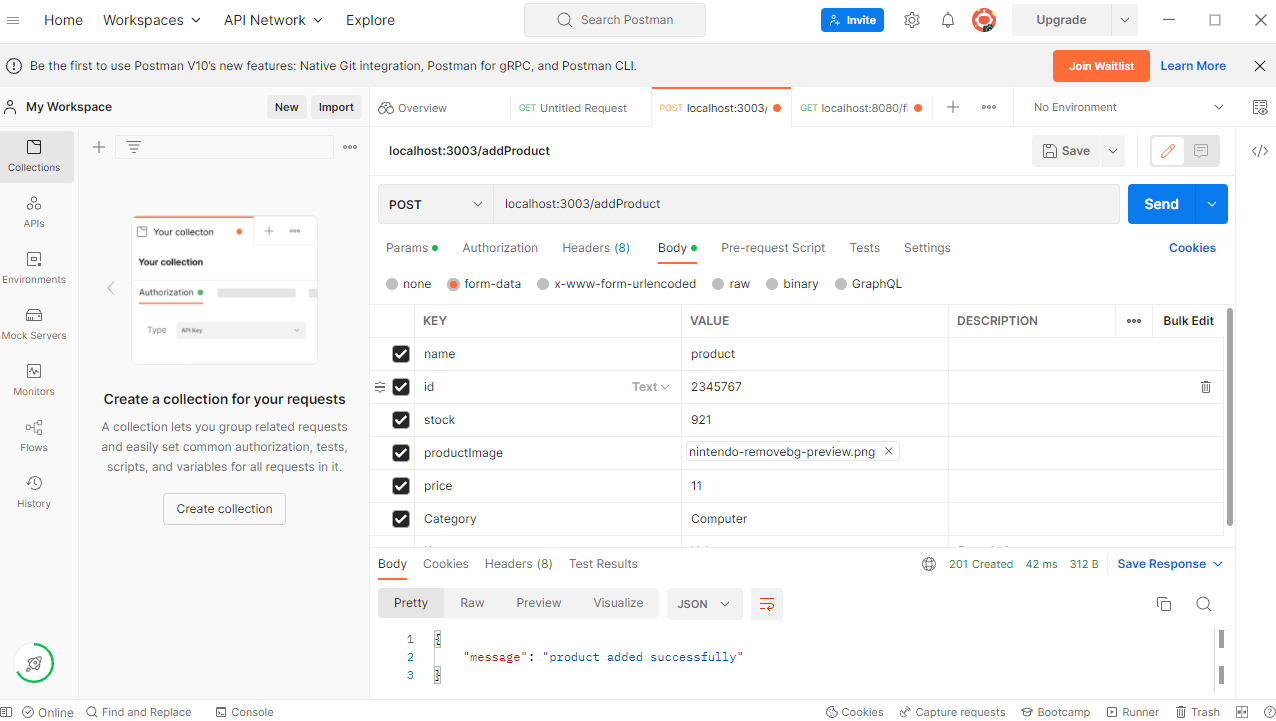 Home Workspaces API Network Explore Search Postman Invite Upgrade
Be the first to use Postman V10's new features: Native Git integration, Postman for gRPC, and Postman CLI. Join Waitlist Learn More
My Workspace New Import
Overview GET Untitled Request POST localhost:3003/ GET localhost:8080/f No Environment
Collections
APIs
Environments
Mock Servers
Monitors
Flows
History
Your collecton
Your collection
Authorization
Type API Key
Create a collection for your requests
A collection lets you group related requests
and easily set common authorization, tests,
scripts, and variables for all requests in it.
Create collection
localhost:3003/addProduct Save
POST localhost:3003/addProduct Send
Params Authorization Headers (8) Body Pre-request Script Tests Settings Cookies
none form-data x-www-form-urlencoded raw binary GraphQL
KEY VALUE DESCRIPTION Bulk Edit
name product
id Text 2345767
stock 921
productImage nintendo-removebg-preview.png
price 11
Category Computer
Body Cookies Headers (8) Test Results 201 Created 42 ms 312 B Save Response
Pretty Raw Preview Visualize JSON
1 {
2 "message": "product added successfully"
3 }
Online Find and Replace Console Cookies Capture requests Bootcamp Runner Trash